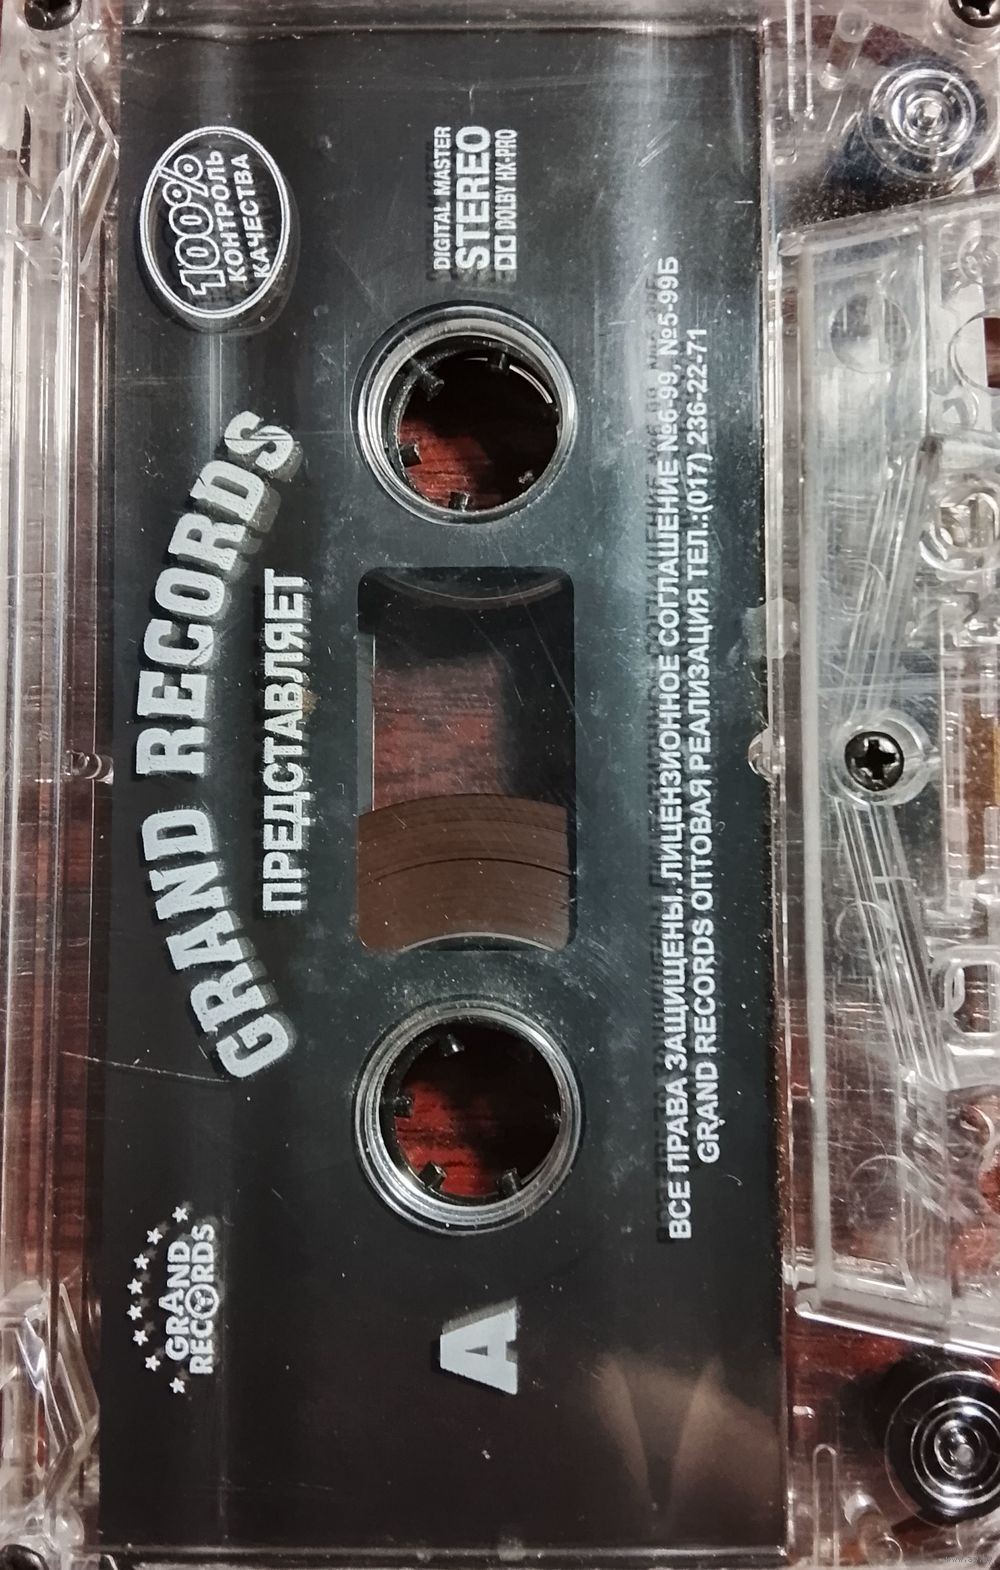 GRAND
RECORDS
GRAND RECORDS
ПРЕДСТАВЛЯЕТ
100%
КОНТРОЛЬ
КАЧЕСТВА
A
DIGITAL MASTER
STEREO
DOLBY HX-PRO
ВСЕ ПРАВА ЗАЩИЩЕНЫ. ЛИЦЕНЗИОННОЕ СОГЛАШЕНИЕ №6-99, №5-99Б
GRAND RECORDS ОПТОВАЯ РЕАЛИЗАЦИЯ ТЕЛ.:(017) 236-22-71